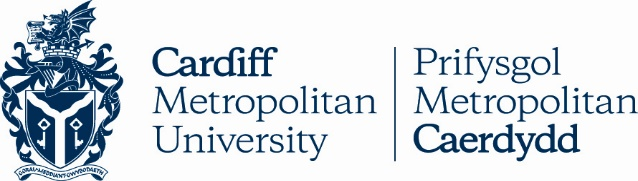 Cardiff
Metropolitan
University
Prifysgol
Metropolitan
Caerdydd